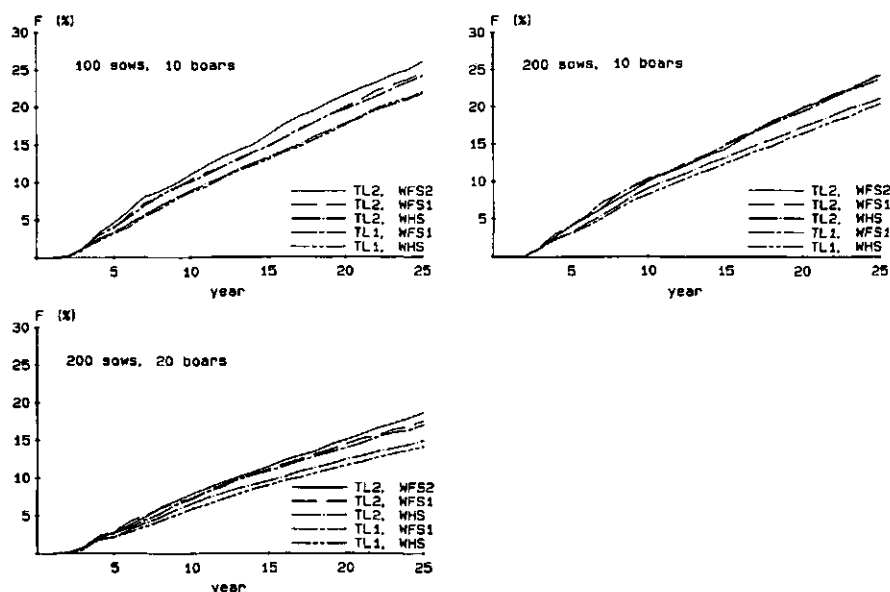 F (%)
30
25
20
15
10
5
100 sows, 10 boars
TL2, WFS2
TL2, WFS1
TL2, WHS
TL1, WFS1
TL1, WHS
5 10 15 20 25
year
F (%)
30
25
20
15
10
5
200 sows, 10 boars
TL2, WFS2
TL2, WFS1
TL2, WHS
TL1, WFS1
TL1, WHS
5 10 15 20 25
year
F (%)
30
25
20
15
10
5
200 sows, 20 boars
TL2, WFS2
TL2, WFS1
TL2, WHS
TL1, WFS1
TL1, WHS
5 10 15 20 25
year